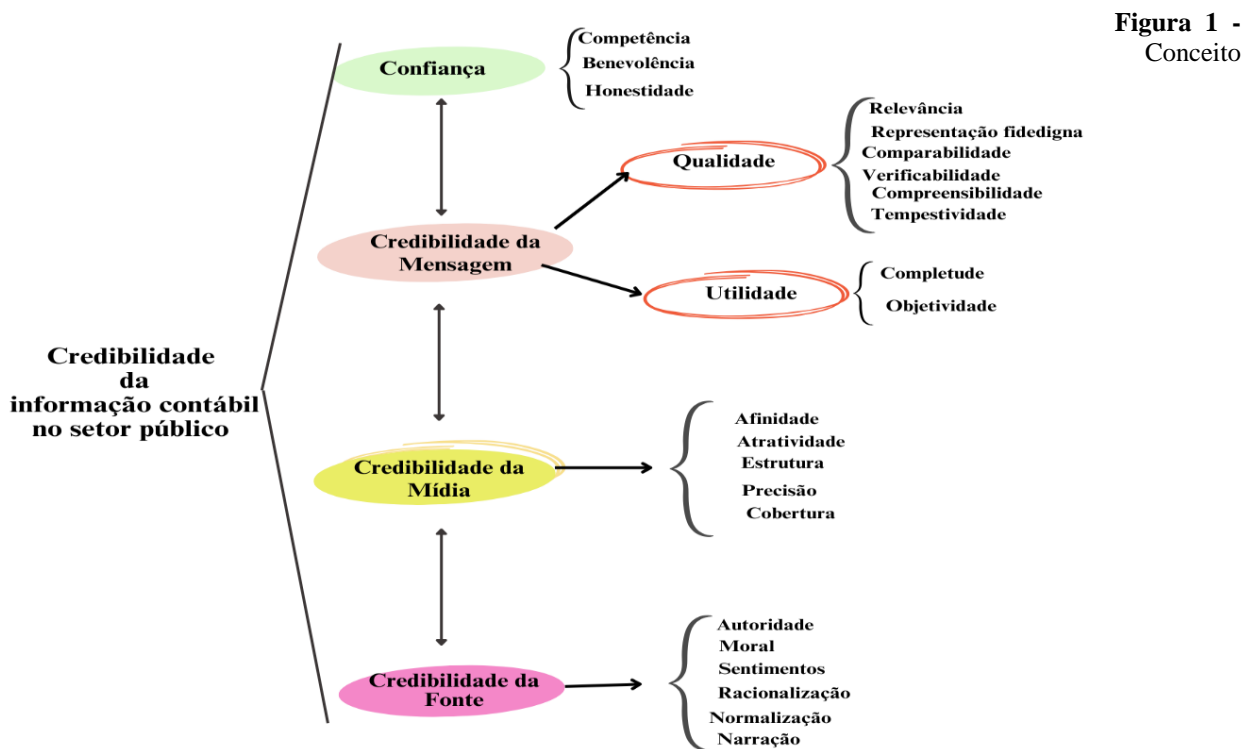 Figura 1 -
Conceito
Credibilidade
da
informação contábil
no setor público
Confiança
Competência
Benevolência
Honestidade
Credibilidade da
Mensagem
Qualidade
Relevância
Representação fidedigna
Comparabilidade
Verificabilidade
Compreensibilidade
Tempestividade
Utilidade
Completude
Objetividade
Credibilidade da
Mídia
Afinidade
Atratividade
Estrutura
Precisão
Cobertura
Credibilidade da
Fonte
Autoridade
Moral
Sentimentos
Racionalização
Normalização
Narração